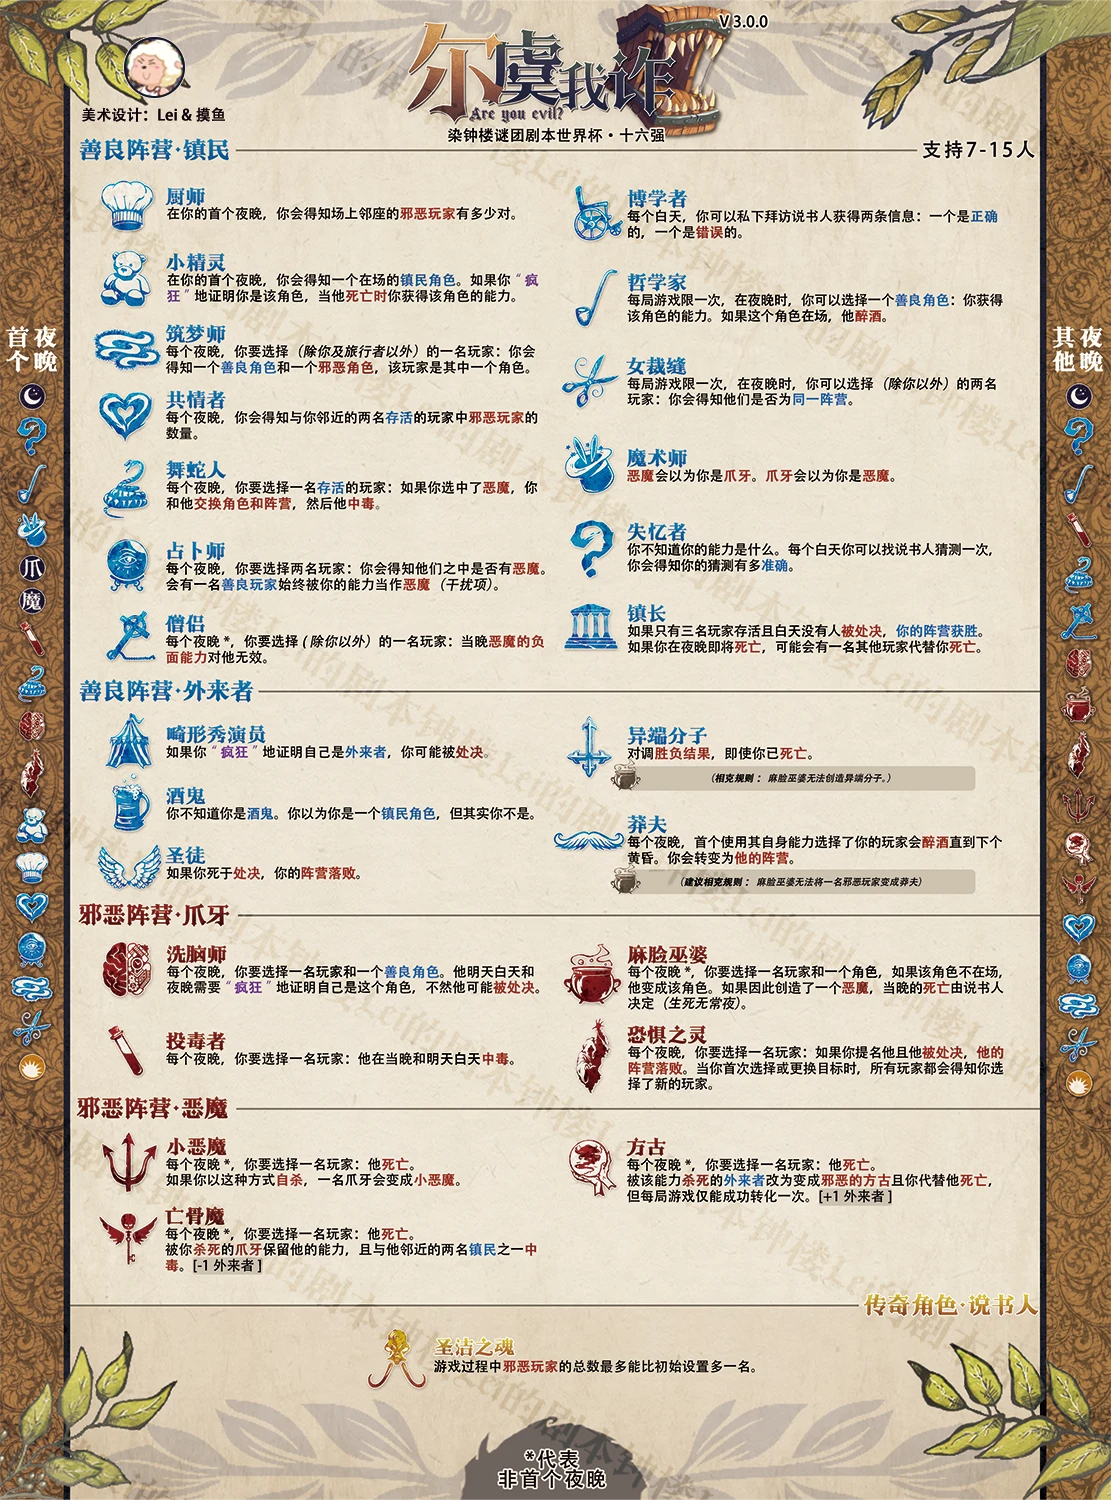 V 3.0.0
尔虞我诈
Are you evil?
美术设计：Lei & 摸鱼
染钟楼谜团剧本世界杯·十六强
善良阵营·镇民
支持7-15人
厨师
在你的首个夜晚，你会得知场上邻座的邪恶玩家有多少对。
小精灵
在你的首个夜晚，你会得知一个在场的镇民角色。如果你“疯
狂”地证明你是该角色，当他死亡时你获得该角色的能力。
筑梦师
每个夜晚，你要选择（除你及旅行者以外）的一名玩家：你会
得知一个善良角色和一个邪恶角色，该玩家是其中一个角色。
共情者
每个夜晚，你会得知与你邻近的两名存活的玩家中邪恶玩家的
数量。
舞蛇人
每个夜晚，你要选择一名存活的玩家：如果你选中了恶魔，你
和他交换角色和阵营，然后他中毒。
占卜师
每个夜晚，你要选择两名玩家：你会得知他们之中是否有恶魔。
会有一名善良玩家始终被你的能力当作恶魔（干扰项）。
僧侣
每个夜晚 *，你要选择（除你以外）的一名玩家：当晚恶魔的负
面能力对他无效。
博学者
每个白天，你可以私下拜访说书人获得两条信息：一个是正确
的，一个是错误的。
哲学家
每局游戏限一次，在夜晚时，你可以选择一个善良角色：你获得
该角色的能力。如果这个角色在场，他醉酒。
女裁缝
每局游戏限一次，在夜晚时，你可以选择（除你以外）的两名
玩家：你会得知他们是否为同一阵营。
魔术师
恶魔会以为你是爪牙。爪牙会以为你是恶魔。
失忆者
你不知道你的能力是什么。每个白天你可以找说书人猜测一次，
你会得知你的猜测有多准确。
镇长
如果只有三名玩家存活且白天没有人被处决，你的阵营获胜。
如果你在夜晚即将死亡，可能会有一名其他玩家代替你死亡。
善良阵营·外来者
畸形秀演员
如果你“疯狂”地证明自己是外来者，你可能被处决。
酒鬼
你不知道你是酒鬼。你以为你是一个镇民角色，但其实你不是。
圣徒
如果你死于处决，你的阵营落败。
异端分子
对调胜负结果，即使你已死亡。
（相克规则：麻脸巫婆无法创造异端分子。）
莽夫
每个夜晚，首个使用其自身能力选择了你的玩家会醉酒直到下个
黄昏。你会转变为他的阵营。
（建议相克规则：麻脸巫婆无法将一名邪恶玩家变成莽夫）
邪恶阵营·爪牙
洗脑师
每个夜晚，你要选择一名玩家和一个善良角色。他明天白天和
夜晚需要“疯狂”地证明自己是这个角色，不然他可能被处决。
投毒者
每个夜晚，你要选择一名玩家：他在当晚和明天白天中毒。
麻脸巫婆
每个夜晚 *，你要选择一名玩家和一个角色，如果该角色不在场，
他变成该角色。如果因此创造了一个恶魔，当晚的死亡由说书人
决定（生死无常夜）。
恐惧之灵
每个夜晚，你要选择一名玩家：如果你提名他且他被处决，他的
阵营落败。当你首次选择或更换目标时，所有玩家都会得知你选
择了新的玩家。
邪恶阵营·恶魔
小恶魔
每个夜晚 *，你要选择一名玩家：他死亡。
如果你以这种方式自杀，一名爪牙会变成小恶魔。
亡骨魔
每个夜晚 *，你要选择一名玩家：他死亡。
被你杀死的爪牙保留他的能力，且与他邻近的两名镇民之一中
毒。[-1 外来者 ]
方古
每个夜晚 *，你要选择一名玩家：他死亡。
被该能力杀死的外来者改为变成邪恶的方古且你代替他死亡，
但每局游戏仅能成功转化一次。[+1 外来者 ]
传奇角色·说书人
圣洁之魂
游戏过程中邪恶玩家的总数最多能比初始设置多一名。
*代表
非首个夜晚
首个夜晚
爪
魔
其他夜晚